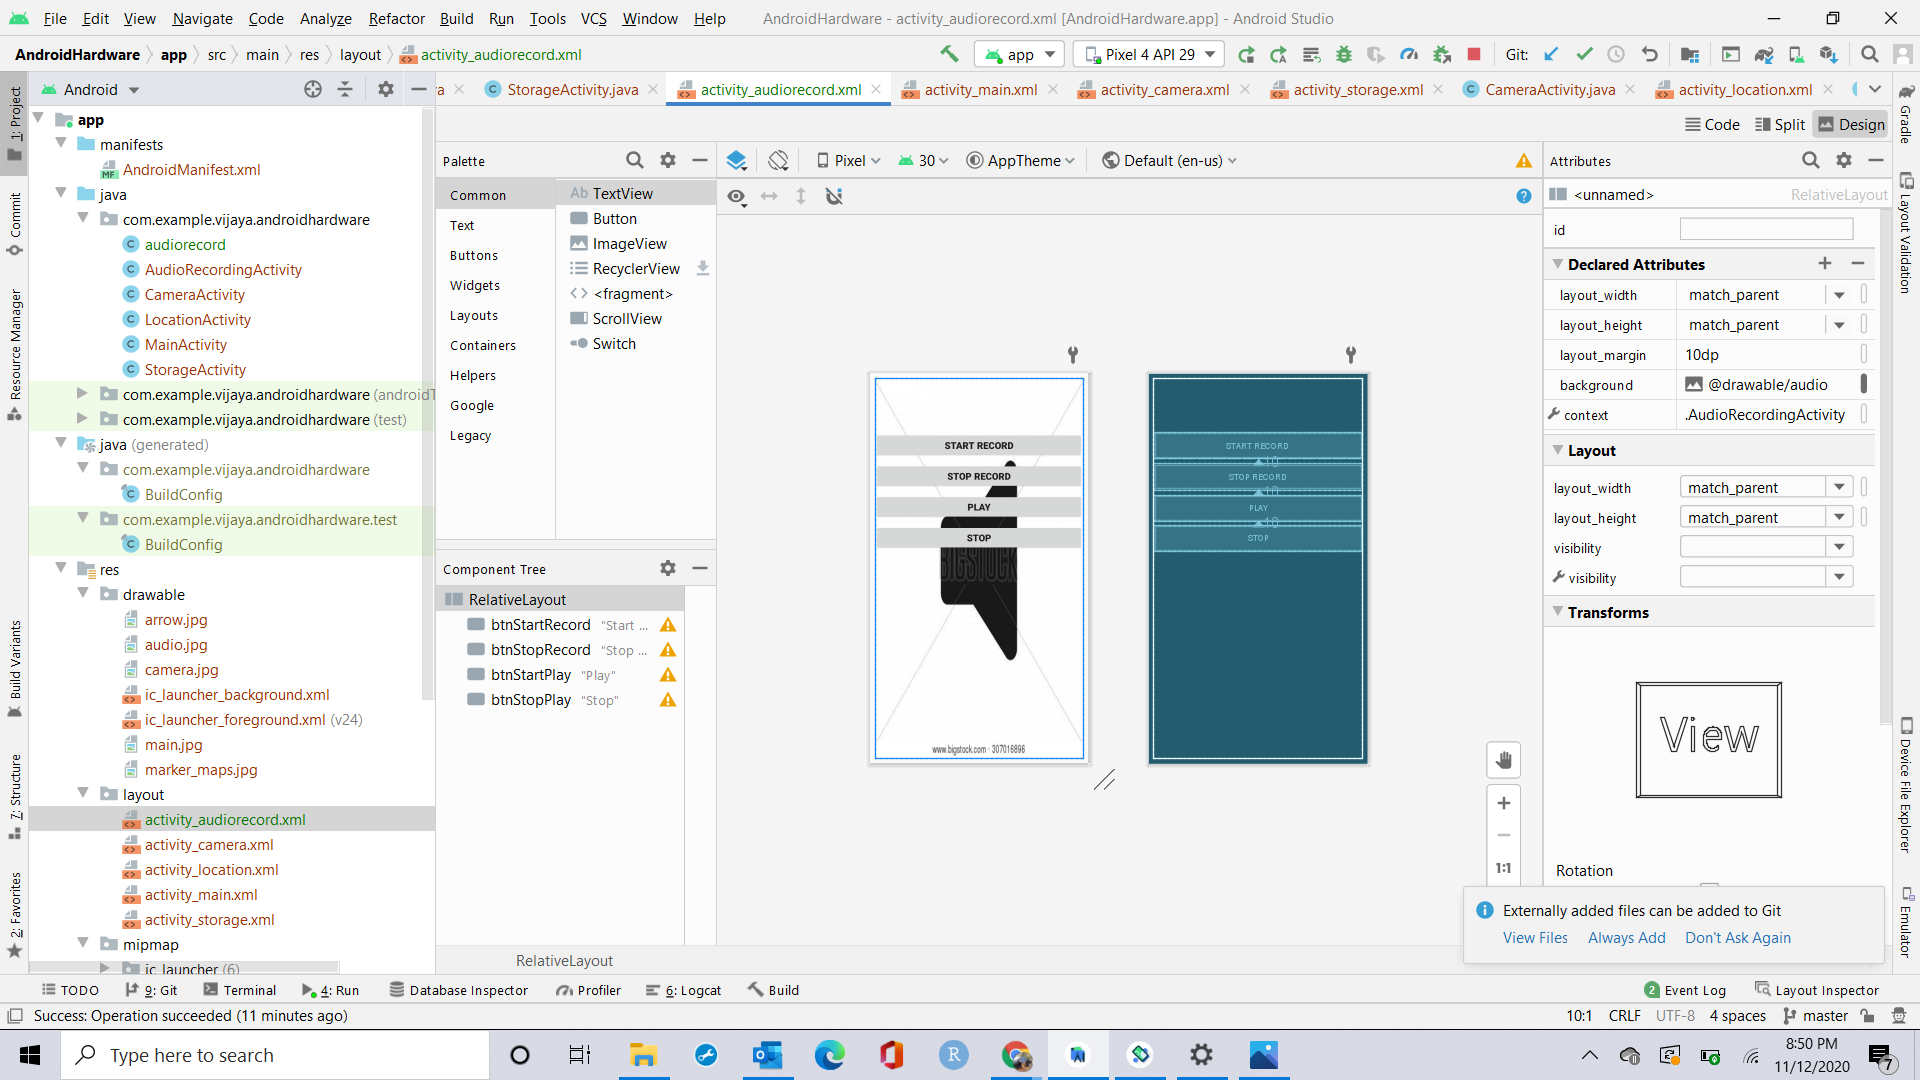 File Edit View Navigate Code Analyze Refactor Build Run Tools VCS Window Help AndroidHardware - activity_audiorecord.xml [AndroidHardware.app] - Android Studio
AndroidHardware app src main res layout activity_audiorecord.xml app Pixel 4 API 29 Git:
Android
va StorageActivity.java activity_audiorecord.xml activity_main.xml activity_camera.xml activity_storage.xml CameraActivity.java activity_location.xml
Code Split Design
1: Project
Commit
Resource Manager
Build Variants
7: Structure
2: Favorites
app
manifests
AndroidManifest.xml
java
com.example.vijaya.androidhardware
audiorecord
AudioRecordingActivity
CameraActivity
LocationActivity
MainActivity
StorageActivity
com.example.vijaya.androidhardware (androidT
com.example.vijaya.androidhardware (test)
java (generated)
com.example.vijaya.androidhardware
BuildConfig
com.example.vijaya.androidhardware.test
BuildConfig
res
drawable
arrow.jpg
audio.jpg
camera.jpg
ic_launcher_background.xml
ic_launcher_foreground.xml (v24)
main.jpg
marker_maps.jpg
layout
activity_audiorecord.xml
activity_camera.xml
activity_location.xml
activity_main.xml
activity_storage.xml
mipmap
ic_launcher (6)
Palette
Common
Text
Buttons
Widgets
Layouts
Containers
Helpers
Google
Legacy
Ab TextView
Button
ImageView
RecyclerView
<fragment>
ScrollView
Switch
Component Tree
RelativeLayout
btnStartRecord "Start ...
btnStopRecord "Stop ...
btnStartPlay "Play"
btnStopPlay "Stop"
Pixel 30 AppTheme Default (en-us)
START RECORD
STOP RECORD
PLAY
STOP
BIGSTOCK
www.bigstock.com · 307016896
START RECORD
10
STOP RECORD
10
PLAY
10
STOP
1:1
RelativeLayout
Attributes
<unnamed> RelativeLayout
id
Declared Attributes
layout_width match_parent
layout_height match_parent
layout_margin 10dp
background @drawable/audio
context .AudioRecordingActivity
Layout
layout_width match_parent
layout_height match_parent
visibility
visibility
Transforms
View
Rotation
Externally added files can be added to Git
View Files Always Add Don't Ask Again
Gradle
Layout Validation
Device File Explorer
Emulator
TODO 9: Git Terminal 4: Run Database Inspector Profiler 6: Logcat Build 2 Event Log Layout Inspector
Success: Operation succeeded (11 minutes ago) 10:1 CRLF UTF-8 4 spaces master
Type here to search
8:50 PM
11/12/2020
7